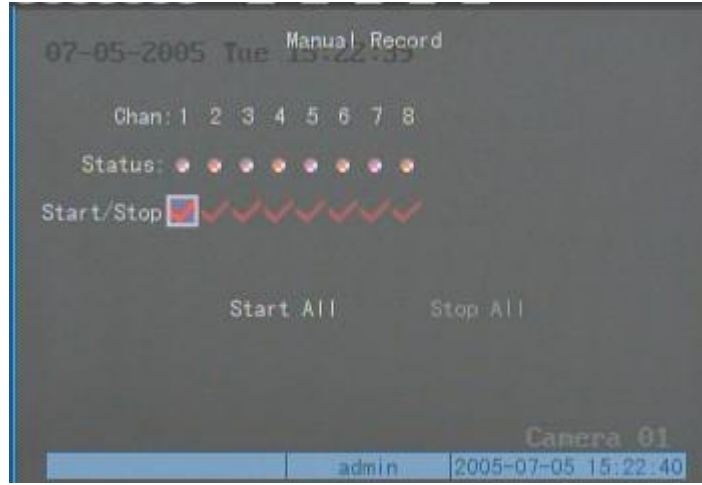 Manual Record
07-05-2005 Tue 15:22:39
Chan: 1 2 3 4 5 6 7 8
Status:
Start/Stop
Start All Stop All
Camera 01
admin 2005-07-05 15:22:40